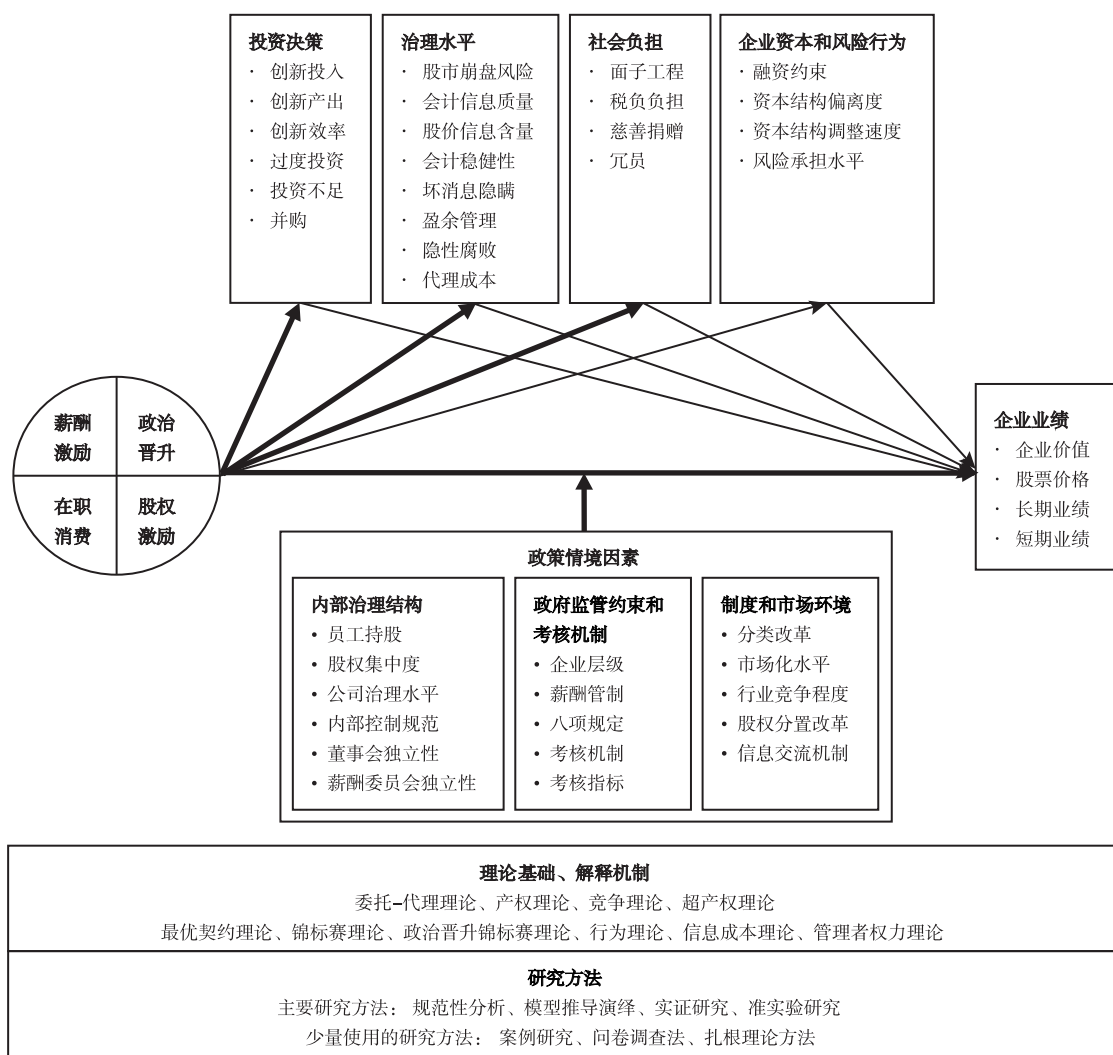 投资决策
· 创新投入
· 创新产出
· 创新效率
· 过度投资
· 投资不足
· 并购
治理水平
· 股市崩盘风险
· 会计信息质量
· 股价信息含量
· 会计稳健性
· 坏消息隐瞒
· 盈余管理
· 隐性腐败
· 代理成本
社会负担
· 面子工程
· 税负负担
· 慈善捐赠
· 冗员
企业资本和风险行为
· 融资约束
· 资本结构偏离度
· 资本结构调整速度
· 风险承担水平
薪酬
激励
政治
晋升
在职
消费
股权
激励
企业业绩
· 企业价值
· 股票价格
· 长期业绩
· 短期业绩
政策情境因素
内部治理结构
• 员工持股
• 股权集中度
• 公司治理水平
• 内部控制规范
• 董事会独立性
• 薪酬委员会独立性
政府监管约束和
考核机制
• 企业层级
• 薪酬管制
• 八项规定
• 考核机制
• 考核指标
制度和市场环境
• 分类改革
• 市场化水平
• 行业竞争程度
• 股权分置改革
• 信息交流机制
理论基础、解释机制
委托–代理理论、产权理论、竞争理论、超产权理论
最优契约理论、锦标赛理论、政治晋升锦标赛理论、行为理论、信息成本理论、管理者权力理论
研究方法
主要研究方法： 规范性分析、模型推导演绎、实证研究、准实验研究
少量使用的研究方法： 案例研究、问卷调查法、扎根理论方法